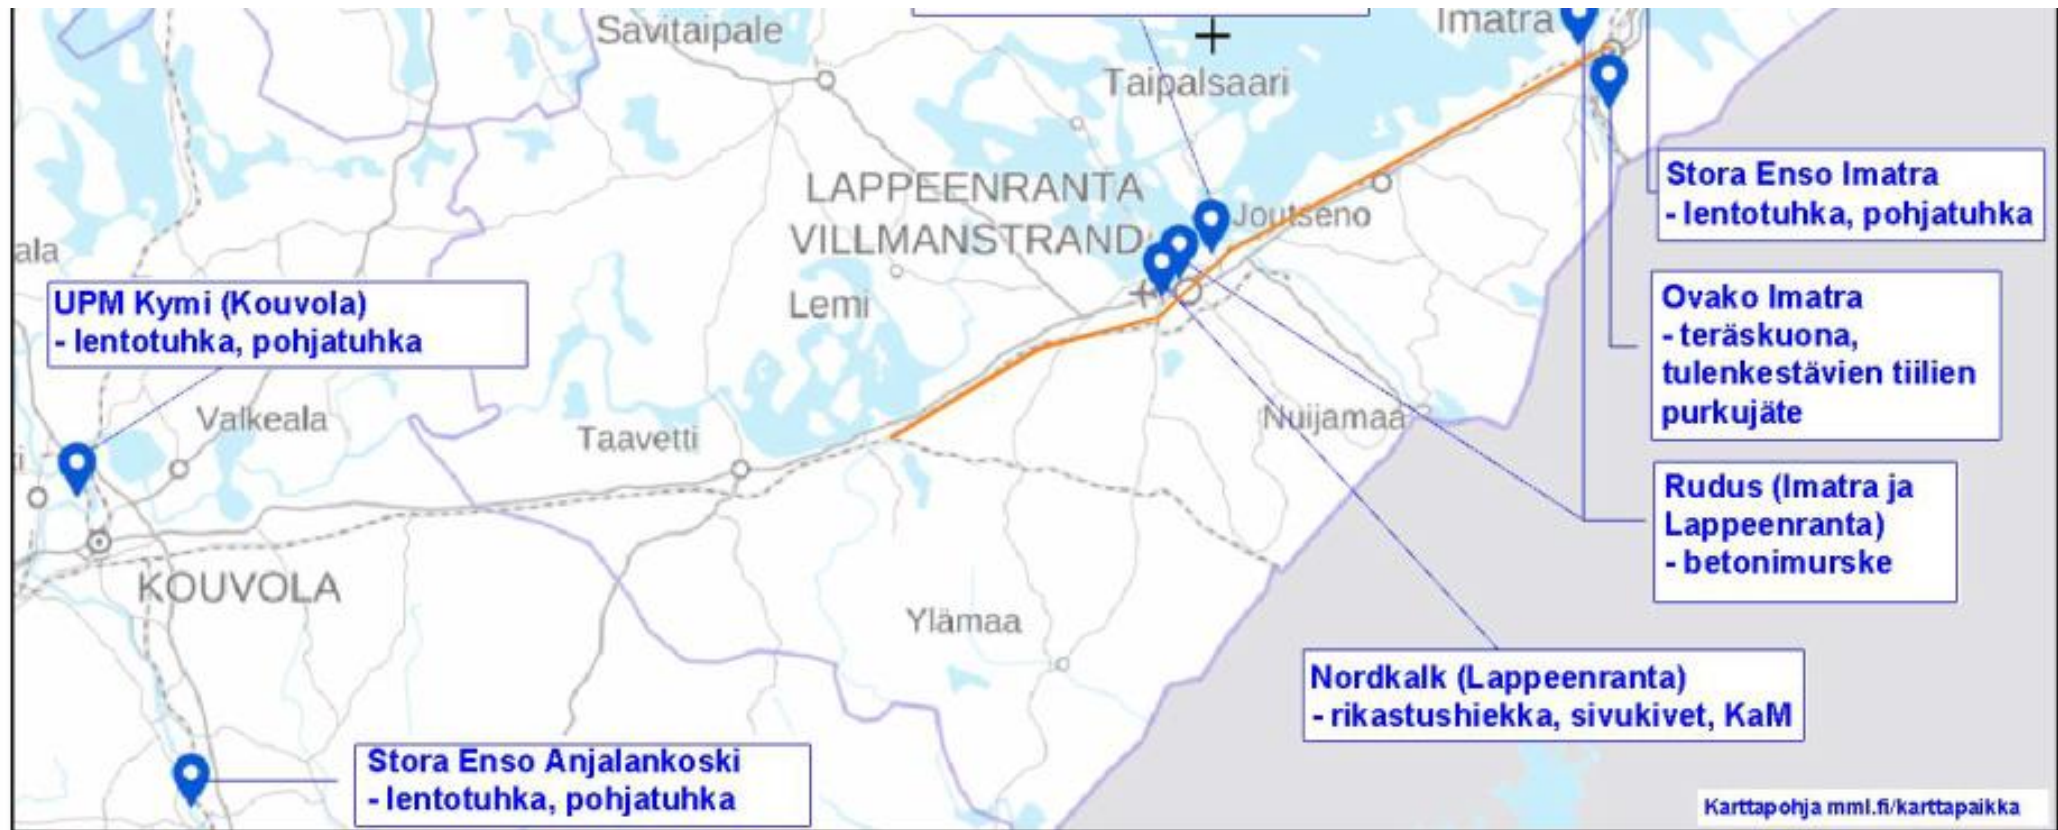 Savitaipale
Imatra
Taipalsaari
LAPPEENRANTA
VILLMANSTRAND
Joutseno
Stora Enso Imatra
- lentotuhka, pohjatuhka
ala
Lemi
UPM Kymi (Kouvola)
- lentotuhka, pohjatuhka
Ovako Imatra
- teräskuona,
tulenkestävien tiilien
purkujäte
Valkeala
Taavetti
Nuijamaa
Rudus (Imatra ja
Lappeenranta)
- betonimurske
KOUVOLA
Ylämaa
Nordkalk (Lappeenranta)
- rikastushiekka, sivukivet, KaM
Stora Enso Anjalankoski
- lentotuhka, pohjatuhka
Karttapohja mml.fi/karttapaikka